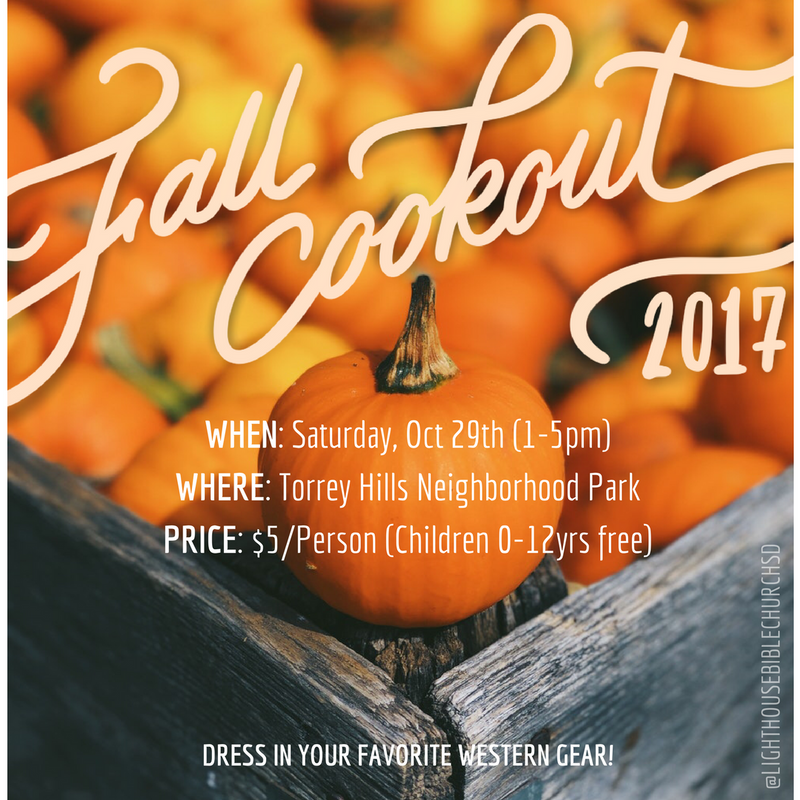 Fall
Cookout
2017
WHEN: Saturday, Oct 29th (1-5pm)
WHERE: Torrey Hills Neighborhood Park
PRICE: $5/Person (Children 0-12yrs free)
DRESS IN YOUR FAVORITE WESTERN GEAR!
@LIGHTHOUSEBIBLECHURCHSD